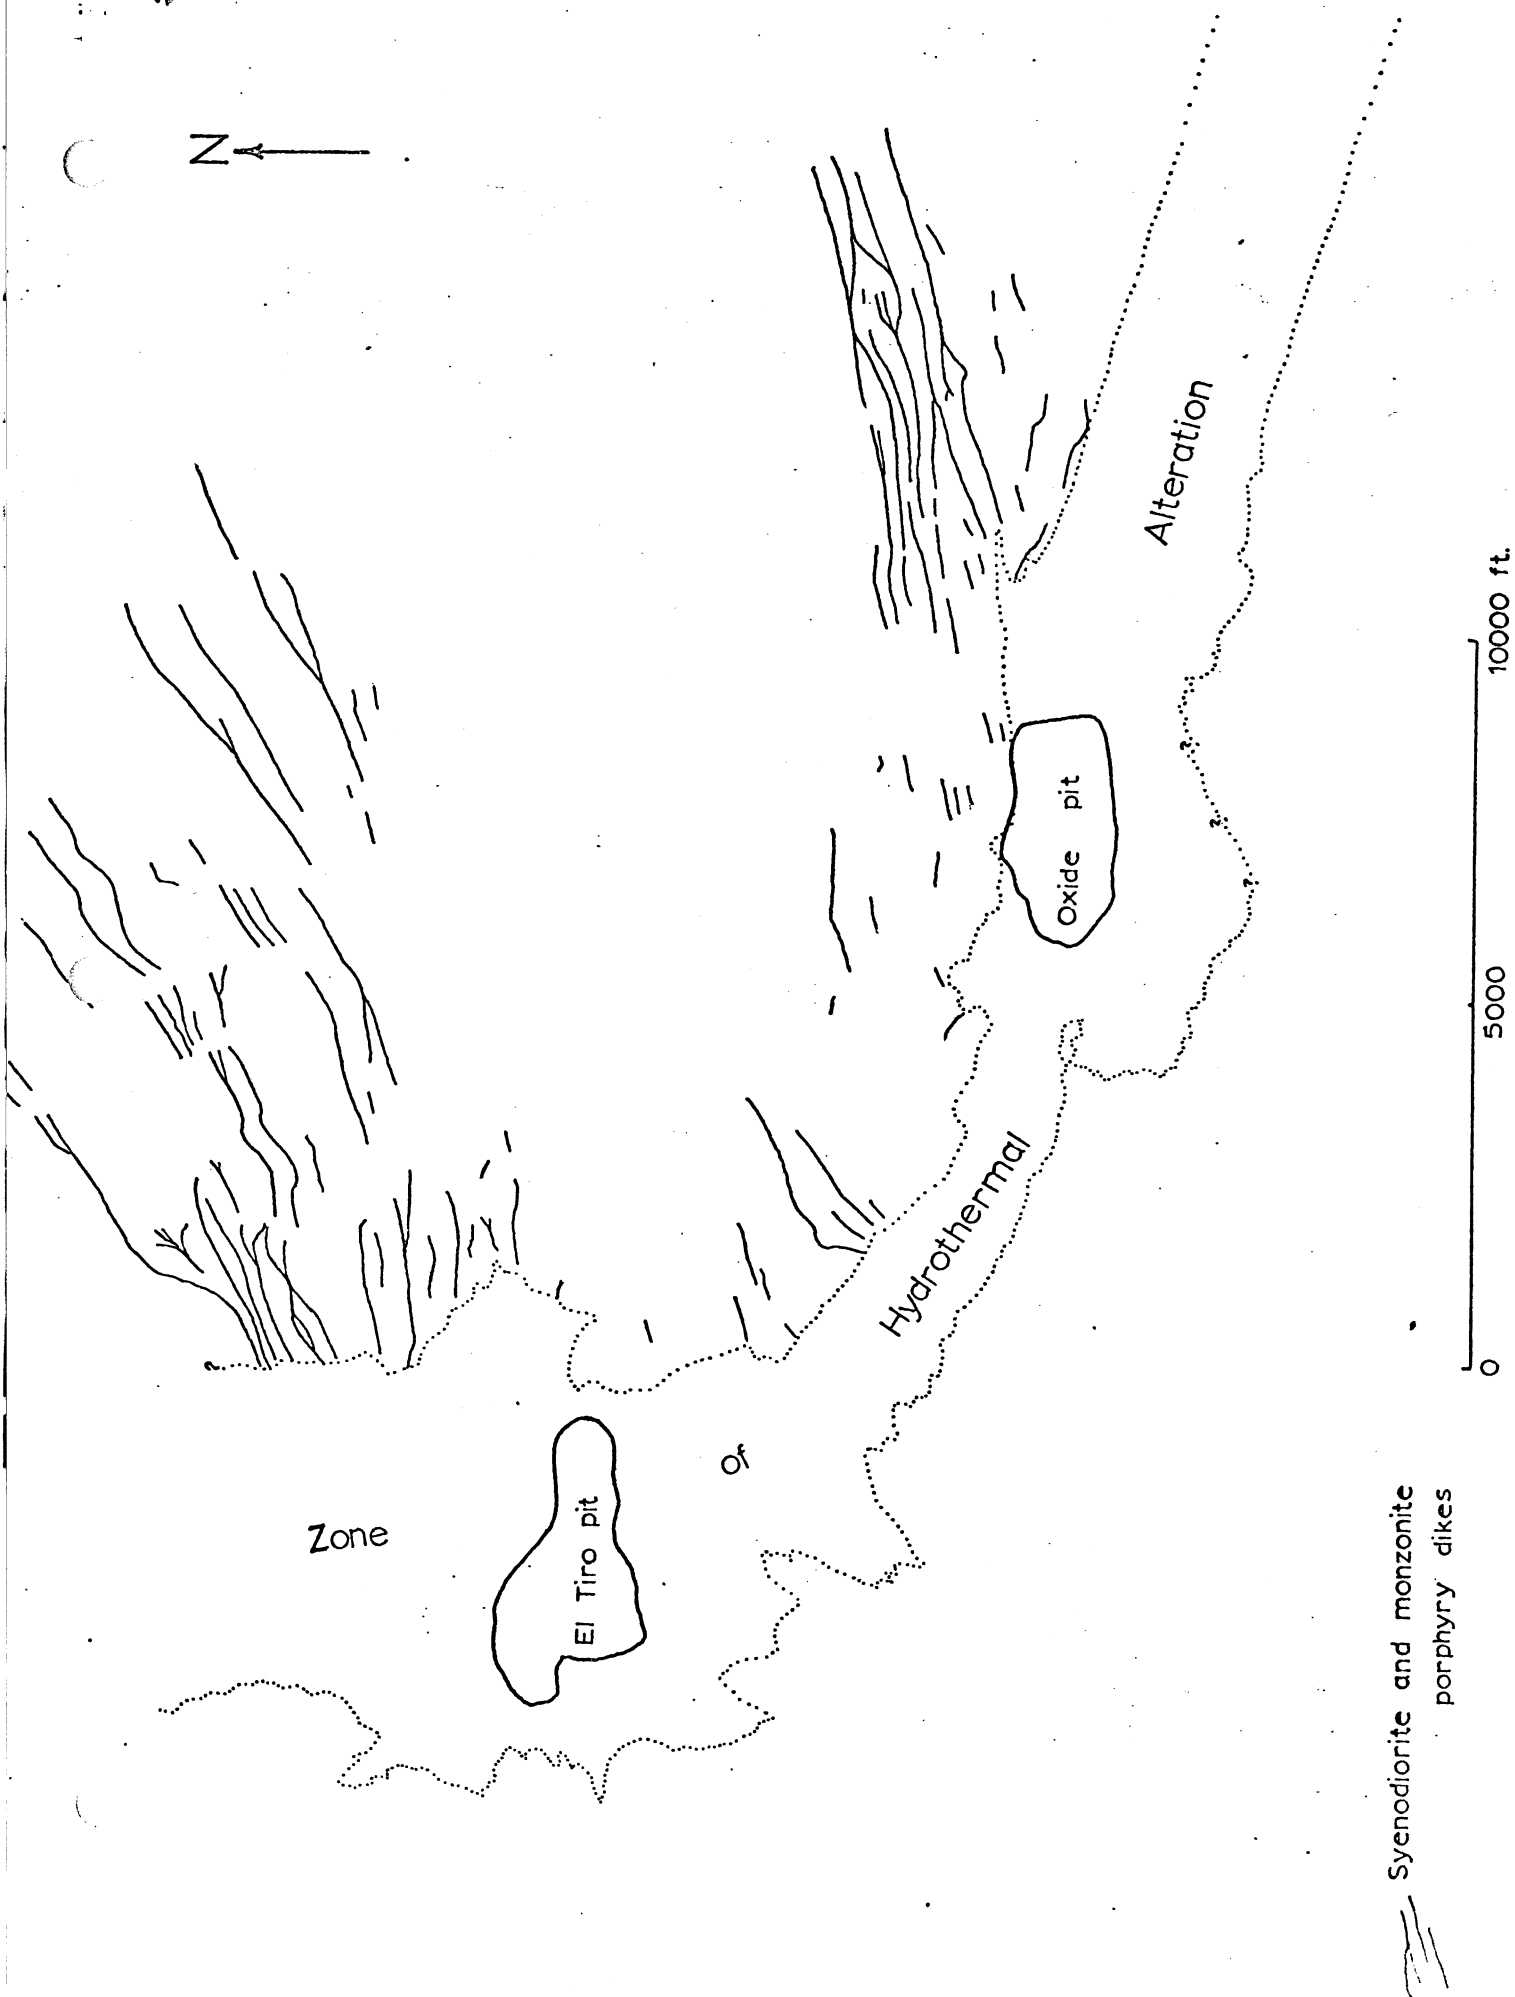 N
Zone
Of
Hydrothermal
Alteration
El Tiro pit
Oxide pit
?
?
?
?
0 5000 10000 ft.
Syenodiorite and monzonite
porphyry dikes